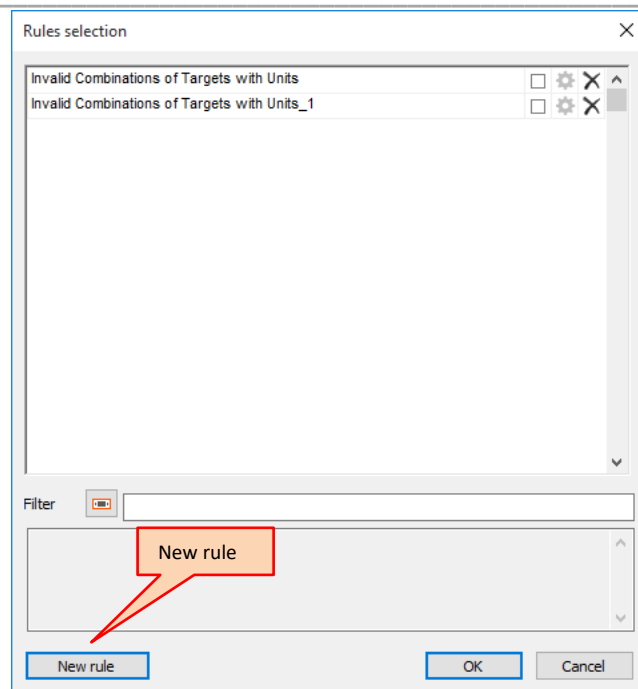 Rules selection
Invalid Combinations of Targets with Units
Invalid Combinations of Targets with Units_1
Filter
New rule
New rule
OK
Cancel